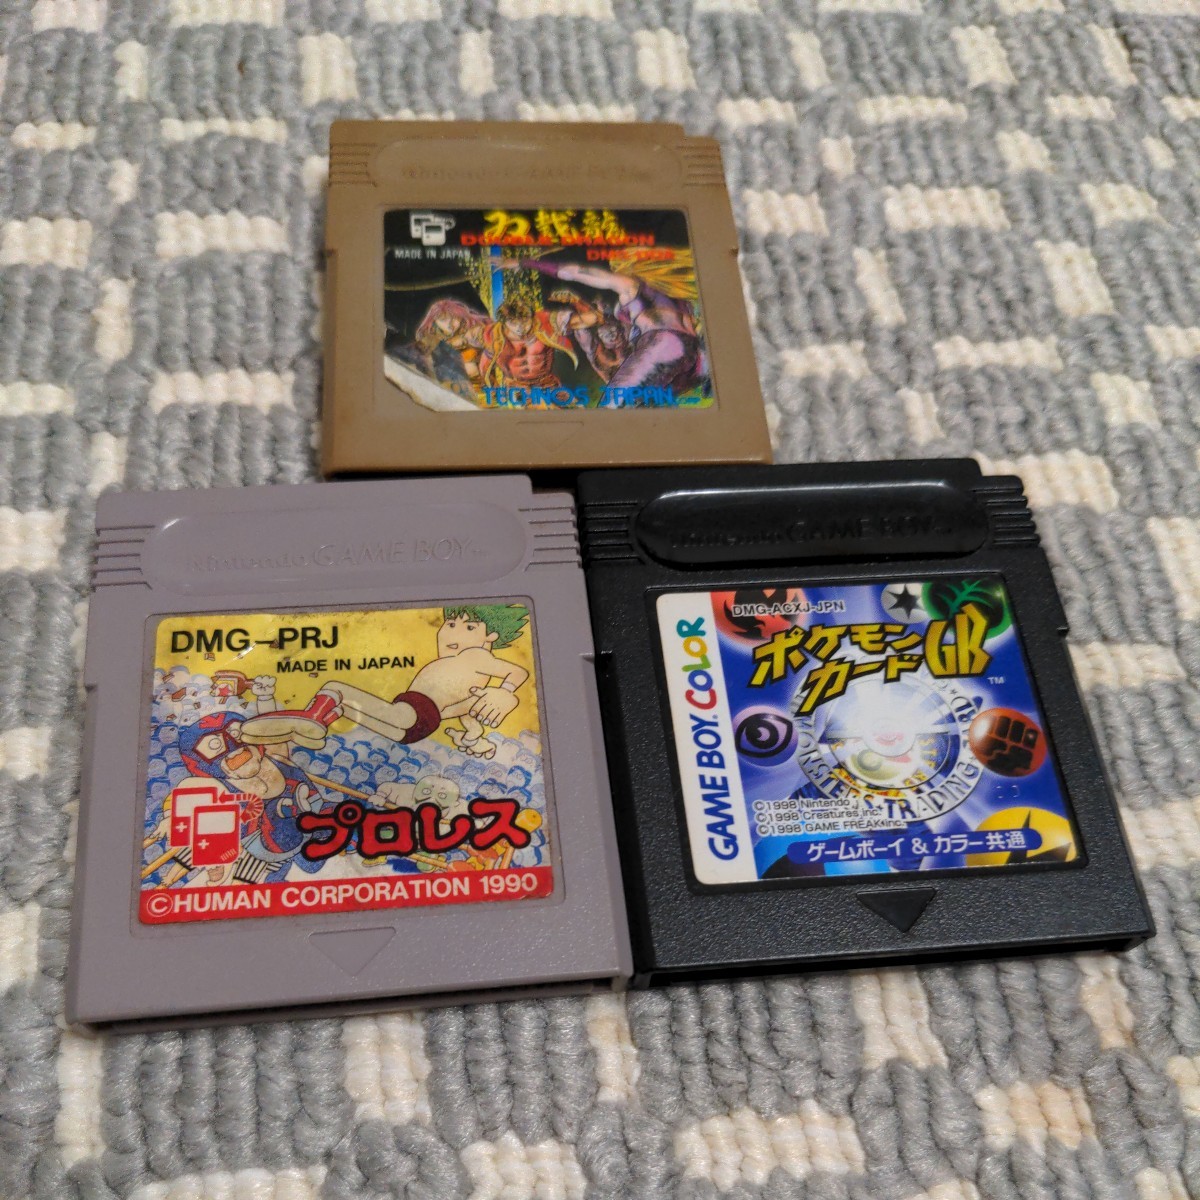 双截龍
DOUBLE DRAGON
MADE IN JAPAN
TECHNOS JAPAN CORP.
Nintendo GAME BOY TM
DMG-PRJ
MADE IN JAPAN
プロレス
©HUMAN CORPORATION 1990
Nintendo GAME BOY
DMG-ACXJ-JPN
ポケモン
カードGB
TM
GAME BOY COLOR
©1998 Nintendo
©1998 Creatures inc.
©1998 GAME FREAK inc.
ゲームボーイ & カラー共通